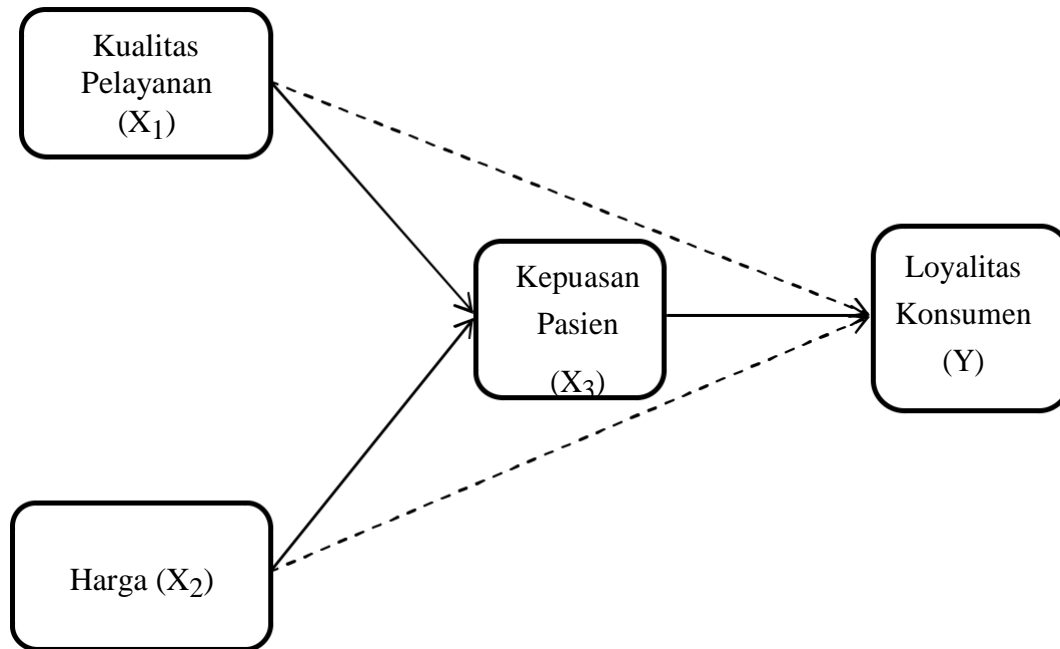 Kualitas
Pelayanan
(X1)
Kepuasan
Pasien
(X3)
Loyalitas
Konsumen
(Y)
Harga (X2)